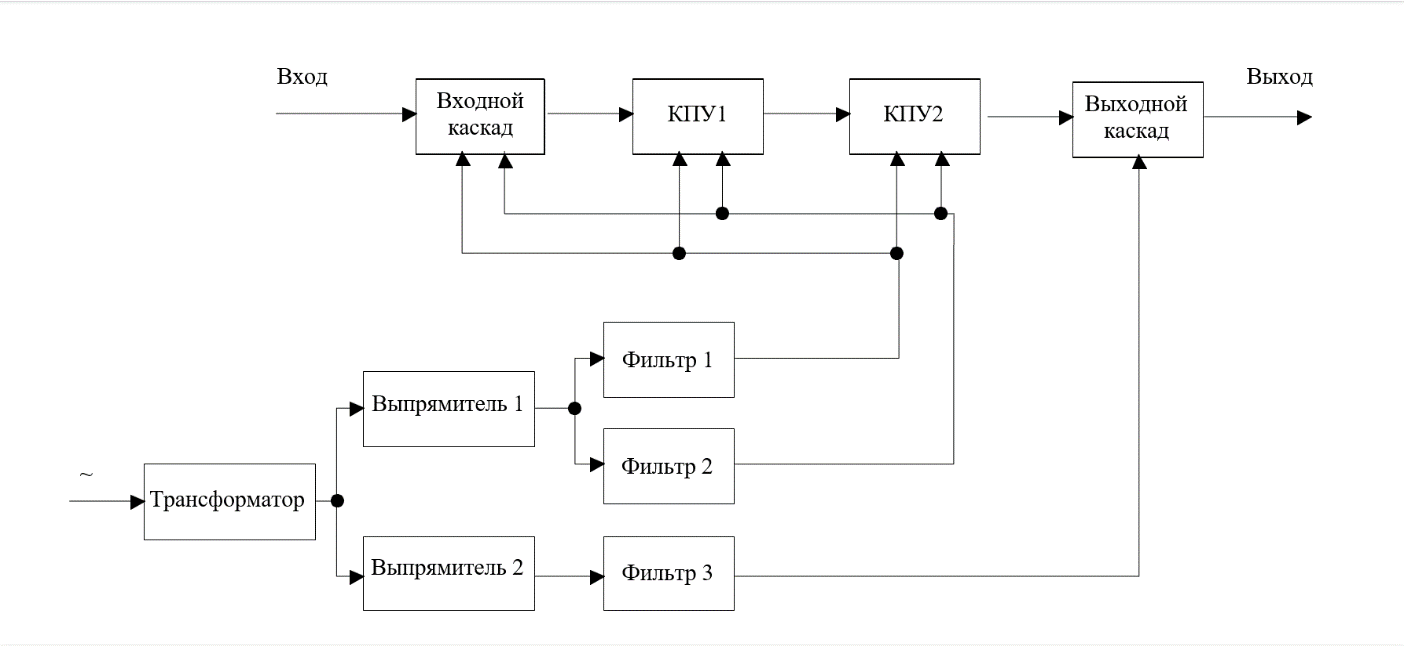 Вход
Выход
Входной
каскад
КПУ1
КПУ2
Выходной
каскад
Фильтр 1
Выпрямитель 1
Фильтр 2
~
Трансформатор
Выпрямитель 2
Фильтр 3